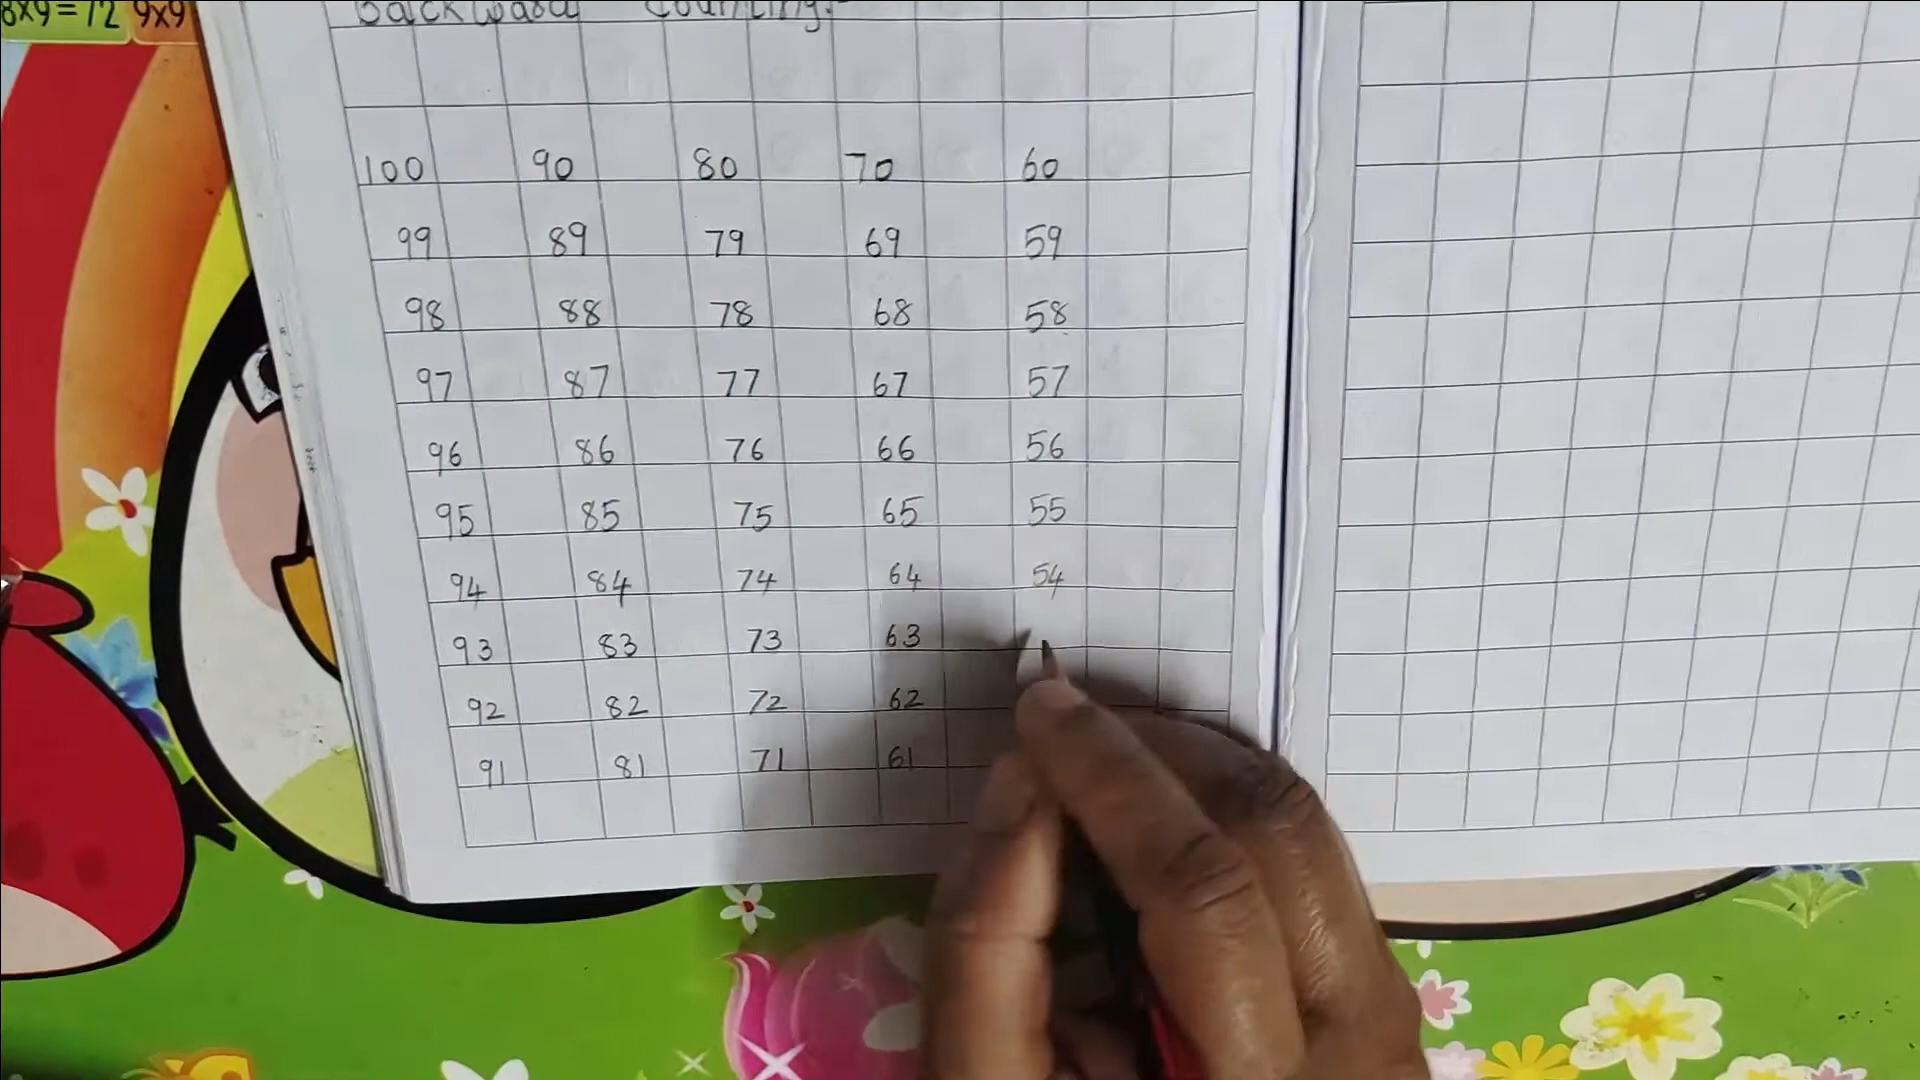 8x9=72 9x9
Backward Counting:-
100 90 80 70 60
99 89 79 69 59
98 88 78 68 58
97 87 77 67 57
96 86 76 66 56
95 85 75 65 55
94 84 74 64 54
93 83 73 63
92 82 72 62
91 81 71 61